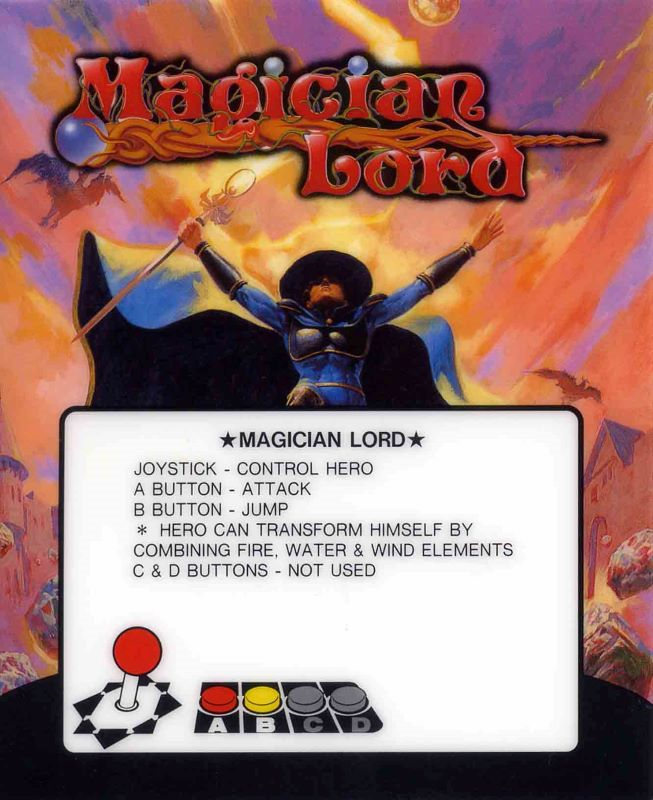 Magician
Lord
★MAGICIAN LORD★
JOYSTICK - CONTROL HERO
A BUTTON - ATTACK
B BUTTON - JUMP
* HERO CAN TRANSFORM HIMSELF BY
COMBINING FIRE, WATER & WIND ELEMENTS
C & D BUTTONS - NOT USED
A B C D